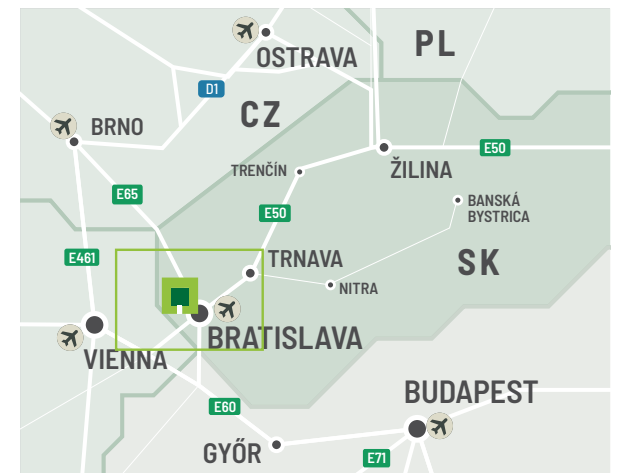 OSTRAVA
PL
D1
CZ
BRNO
TRENČÍN
ŽILINA
E50
E65
BANSKÁ
BYSTRICA
E50
E461
TRNAVA
SK
NITRA
BRATISLAVA
VIENNA
BUDAPEST
E60
GYŐR
E71